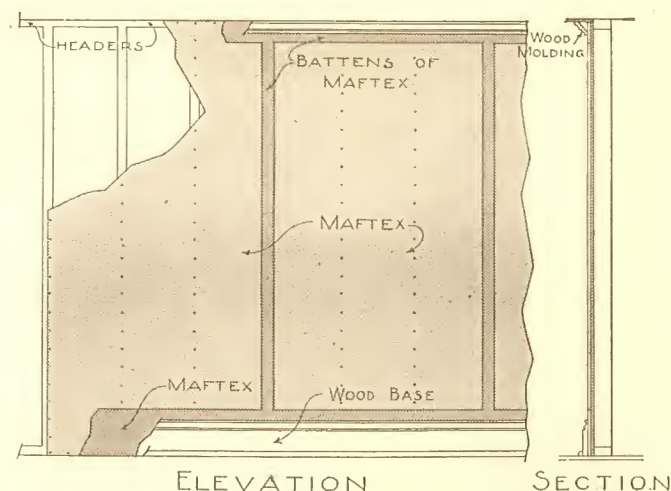 HEADERS
BATTENS OF
MAFTEX
WOOD
MOLDING
MAFTEX
MAFTEX
WOOD BASE
ELEVATION
SECTION